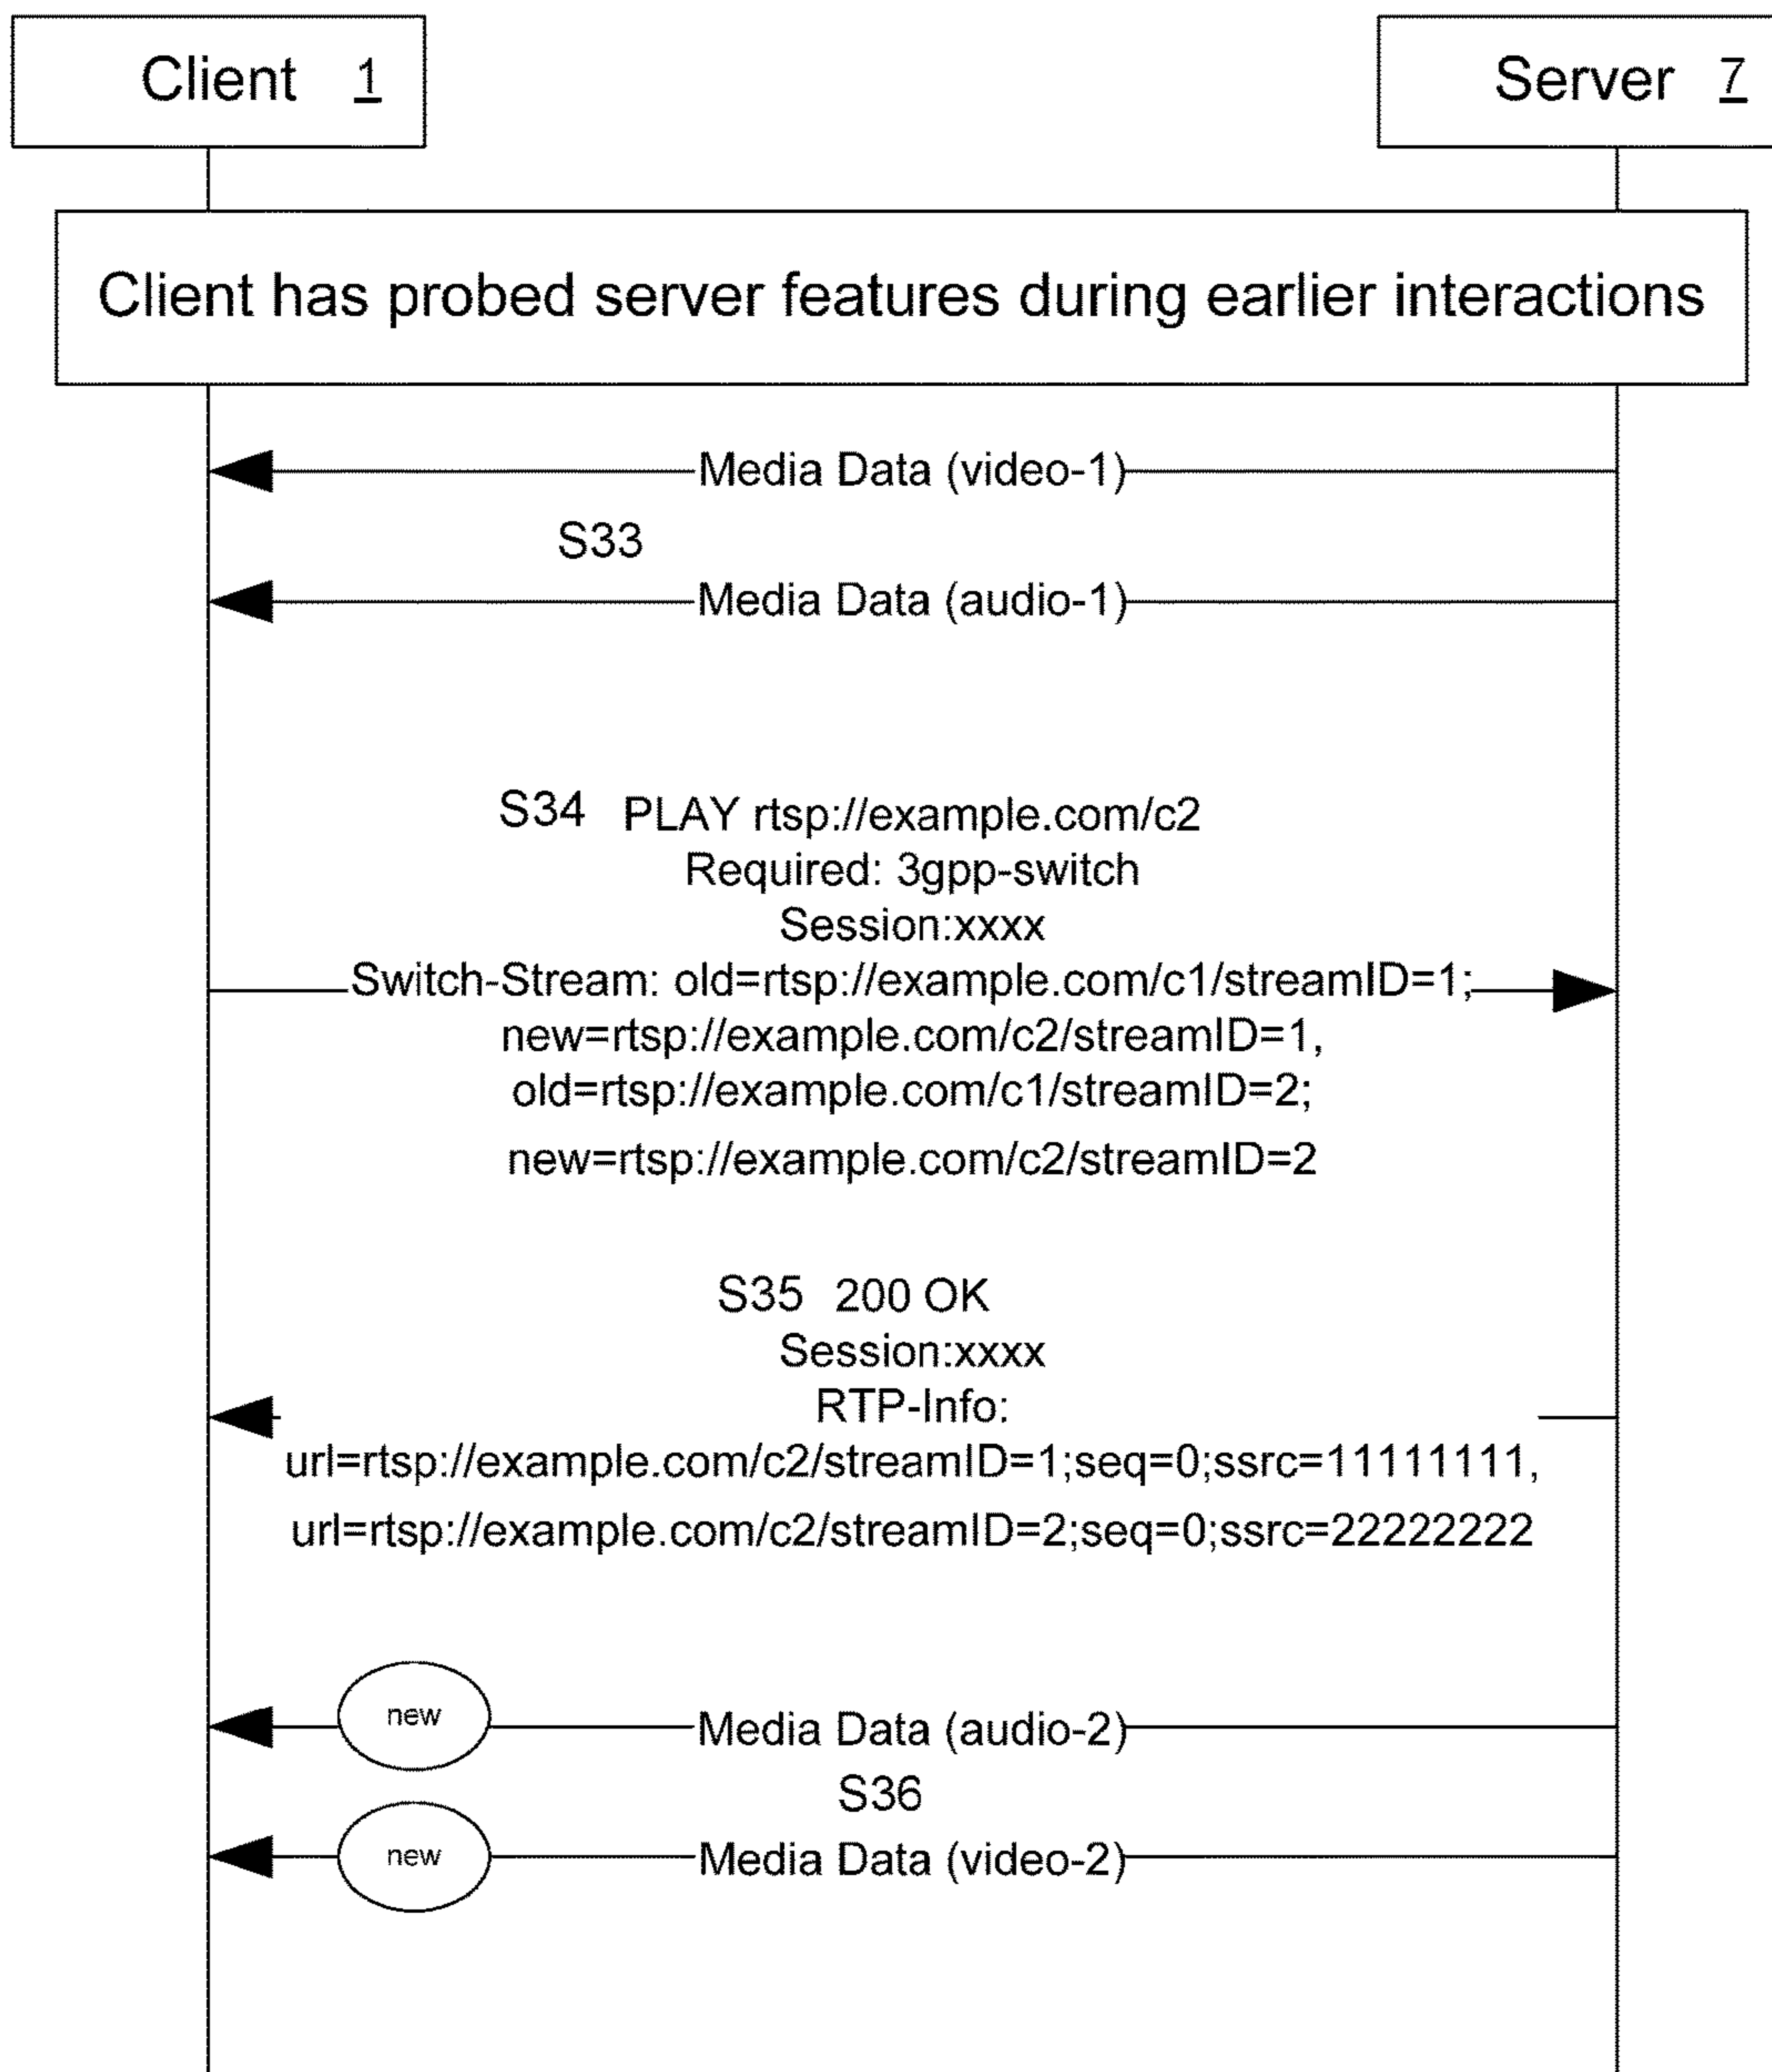 Client 1
Server 7
Client has probed server features during earlier interactions
Media Data (video-1)
S33
Media Data (audio-1)
S34 PLAY rtsp://example.com/c2
Required: 3gpp-switch
Session:xxxx
Switch-Stream: old=rtsp://example.com/c1/streamID=1;
new=rtsp://example.com/c2/streamID=1,
old=rtsp://example.com/c1/streamID=2;
new=rtsp://example.com/c2/streamID=2
S35 200 OK
Session:xxxx
RTP-Info:
url=rtsp://example.com/c2/streamID=1;seq=0;ssrc=11111111,
url=rtsp://example.com/c2/streamID=2;seq=0;ssrc=22222222
new
Media Data (audio-2)
S36
new
Media Data (video-2)